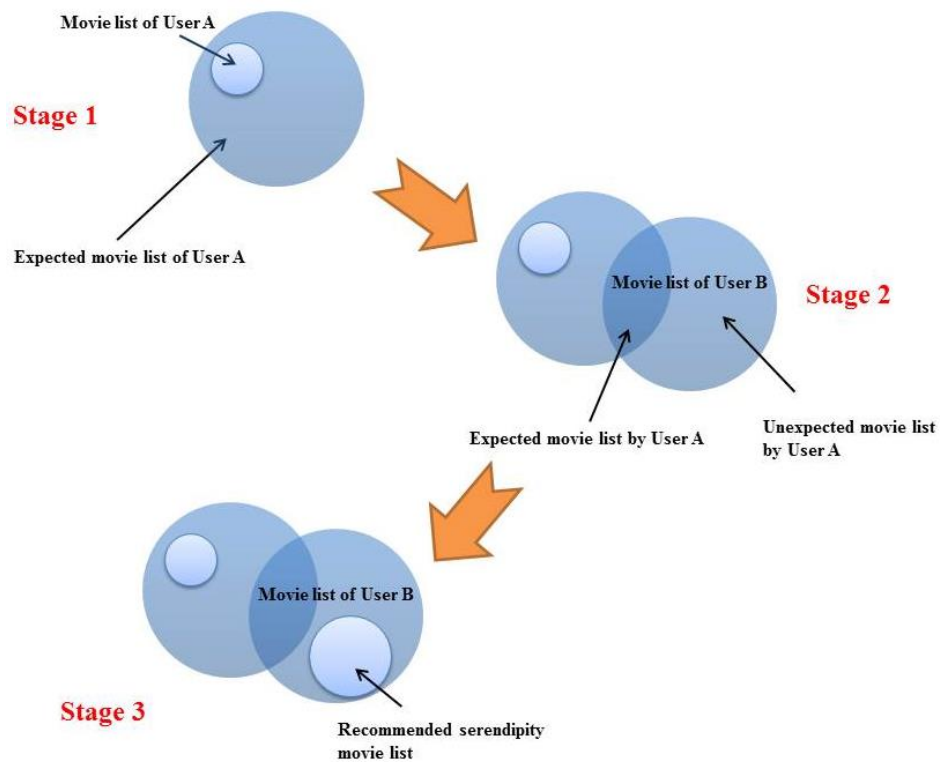 Movie list of User A
Stage 1
Expected movie list of User A
Movie list of User B
Stage 2
Expected movie list by User A
Unexpected movie list
by User A
Movie list of User B
Stage 3
Recommended serendipity
movie list